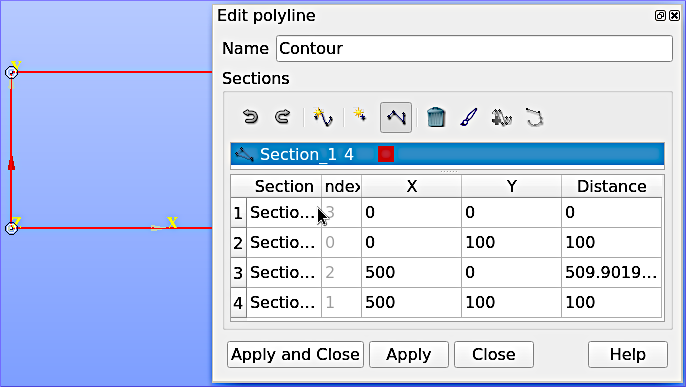 Edit polyline
Name Contour
Sections
Section_1 4
Section ndex X Y Distance
1 Sectio... 3 0 0 0
2 Sectio... 0 0 100 100
3 Sectio... 2 500 0 509.9019...
4 Sectio... 1 500 100 100
Apply and Close Apply Close Help
Y
Z
X